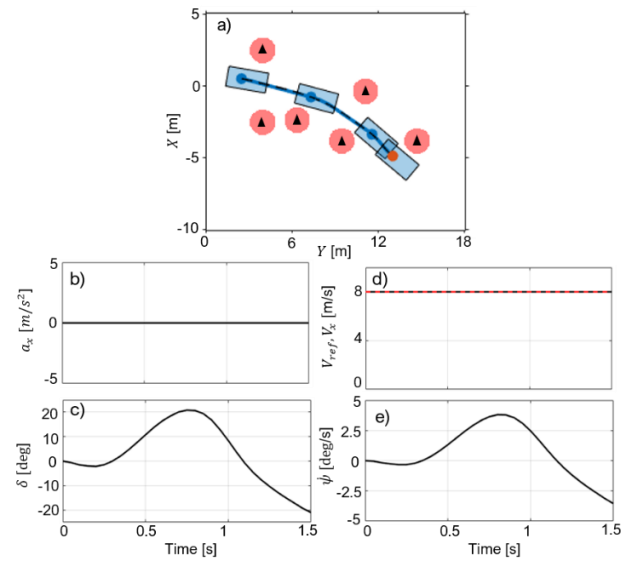 a)
5
0
-5
-10
X [m]
0
6
12
18
Y [m]
b)
5
0
-5
a_x [m/s^2]
d)
8
4
0
V_ref, V_x [m/s]
c)
20
10
0
-10
-20
δ [deg]
0
0.5
1
1.5
Time [s]
e)
5
2.5
0
-2.5
-5
ψ̇ [deg/s]
0
0.5
1
1.5
Time [s]